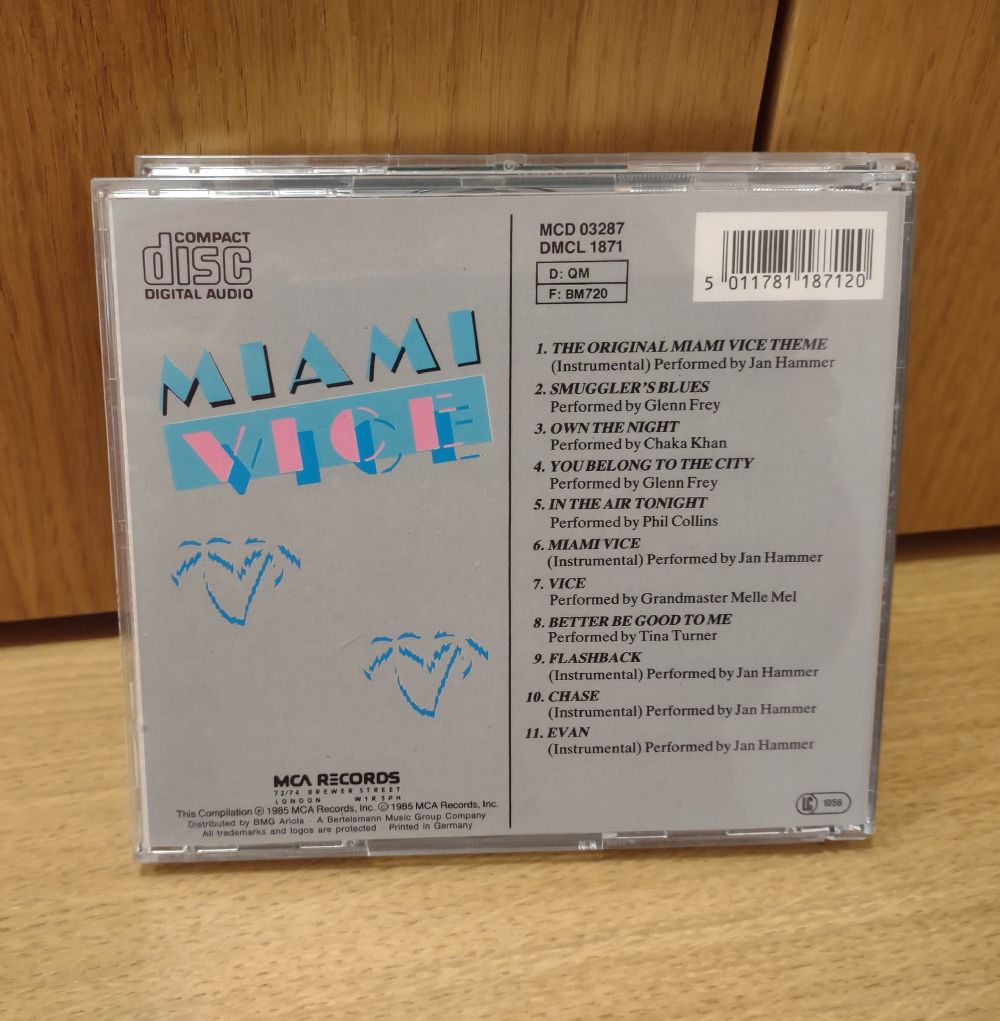 COMPACT
disc
DIGITAL AUDIO
MIAMI
VICE
MCA RECORDS
72/74 BREWER STREET
LONDON W1R 3PH
This Compilation ℗ 1985 MCA Records, Inc. © 1985 MCA Records, Inc.
Distributed by BMG Ariola · A Bertelsmann Music Group Company
All trademarks and logos are protected · Printed in Germany
MCD 03287
DMCL 1871
D: QM
F: BM720
5 011781 187120
1. THE ORIGINAL MIAMI VICE THEME
(Instrumental) Performed by Jan Hammer
2. SMUGGLER'S BLUES
Performed by Glenn Frey
3. OWN THE NIGHT
Performed by Chaka Khan
4. YOU BELONG TO THE CITY
Performed by Glenn Frey
5. IN THE AIR TONIGHT
Performed by Phil Collins
6. MIAMI VICE
(Instrumental) Performed by Jan Hammer
7. VICE
Performed by Grandmaster Melle Mel
8. BETTER BE GOOD TO ME
Performed by Tina Turner
9. FLASHBACK
(Instrumental) Performed by Jan Hammer
10. CHASE
(Instrumental) Performed by Jan Hammer
11. EVAN
(Instrumental) Performed by Jan Hammer
LC 1056